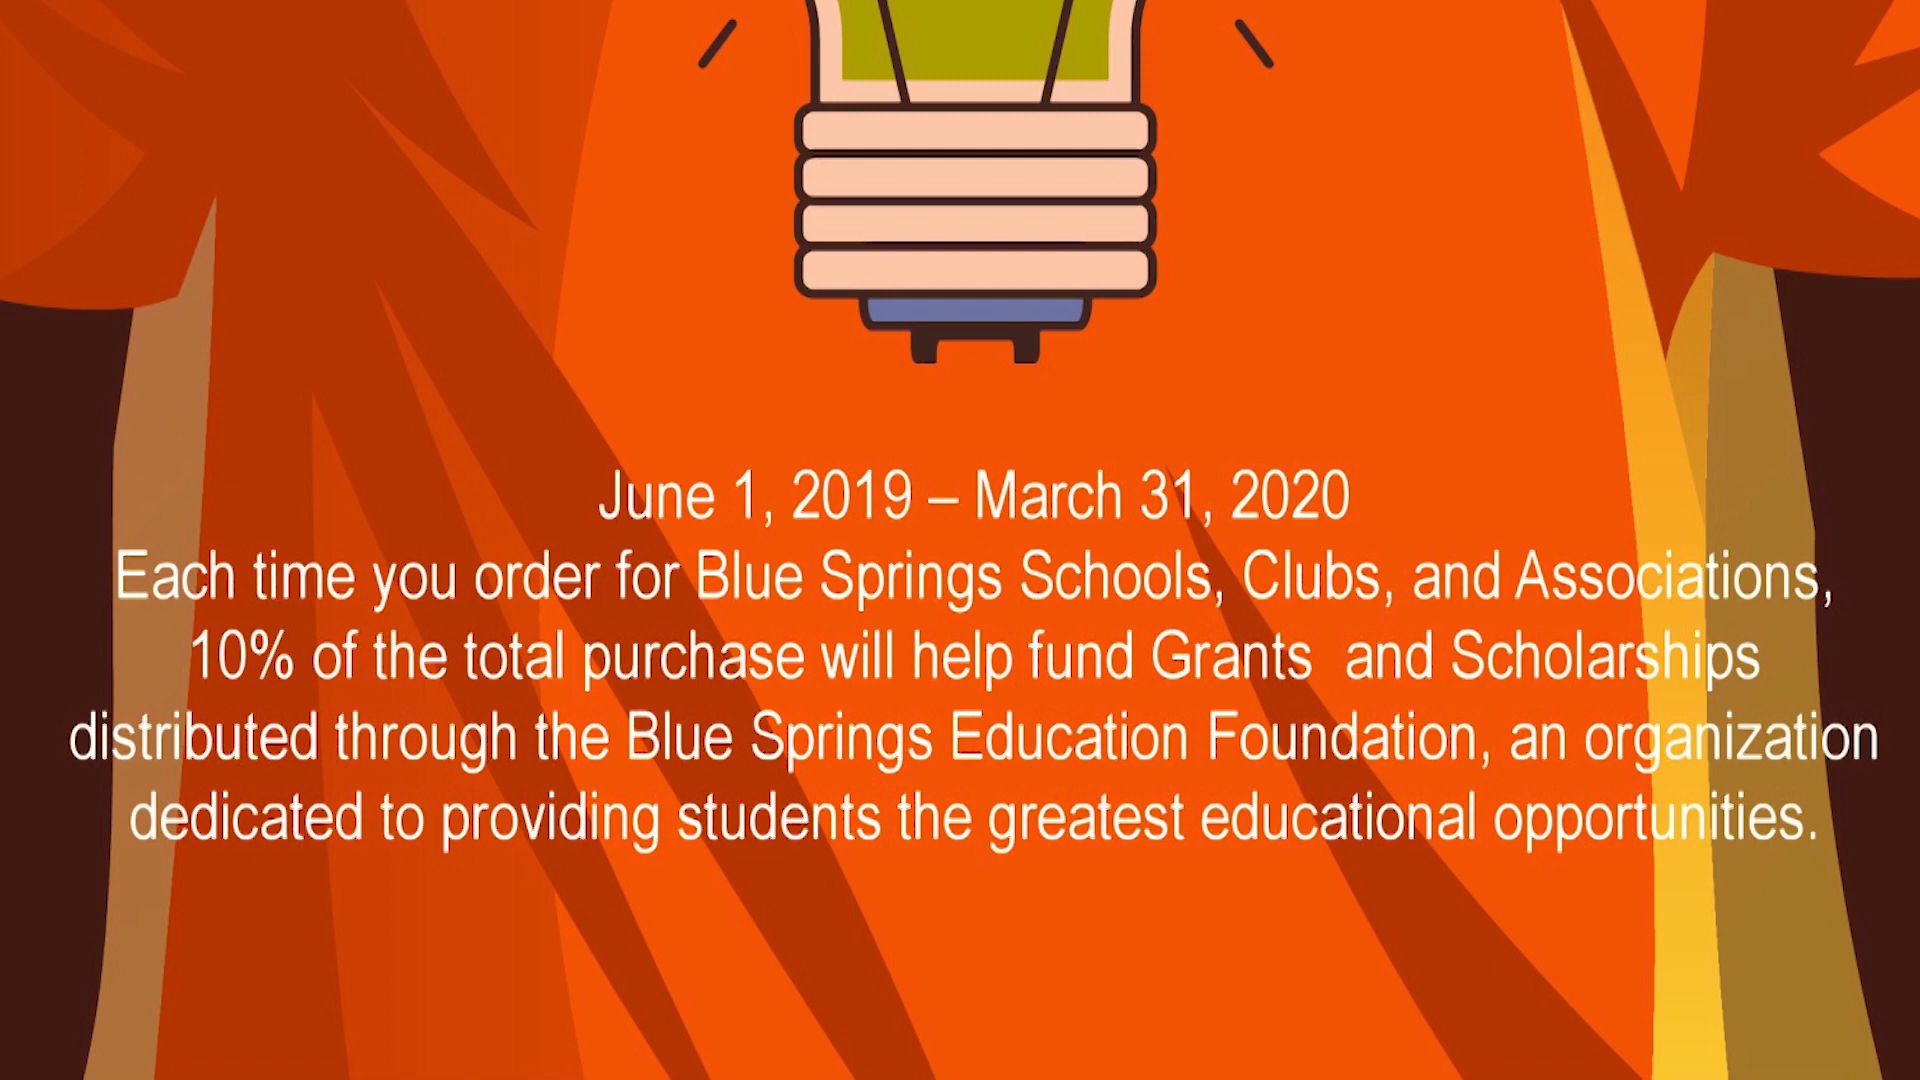 June 1, 2019 – March 31, 2020
Each time you order for Blue Springs Schools, Clubs, and Associations,
10% of the total purchase will help fund Grants  and Scholarships
distributed through the Blue Springs Education Foundation, an organization
dedicated to providing students the greatest educational opportunities.